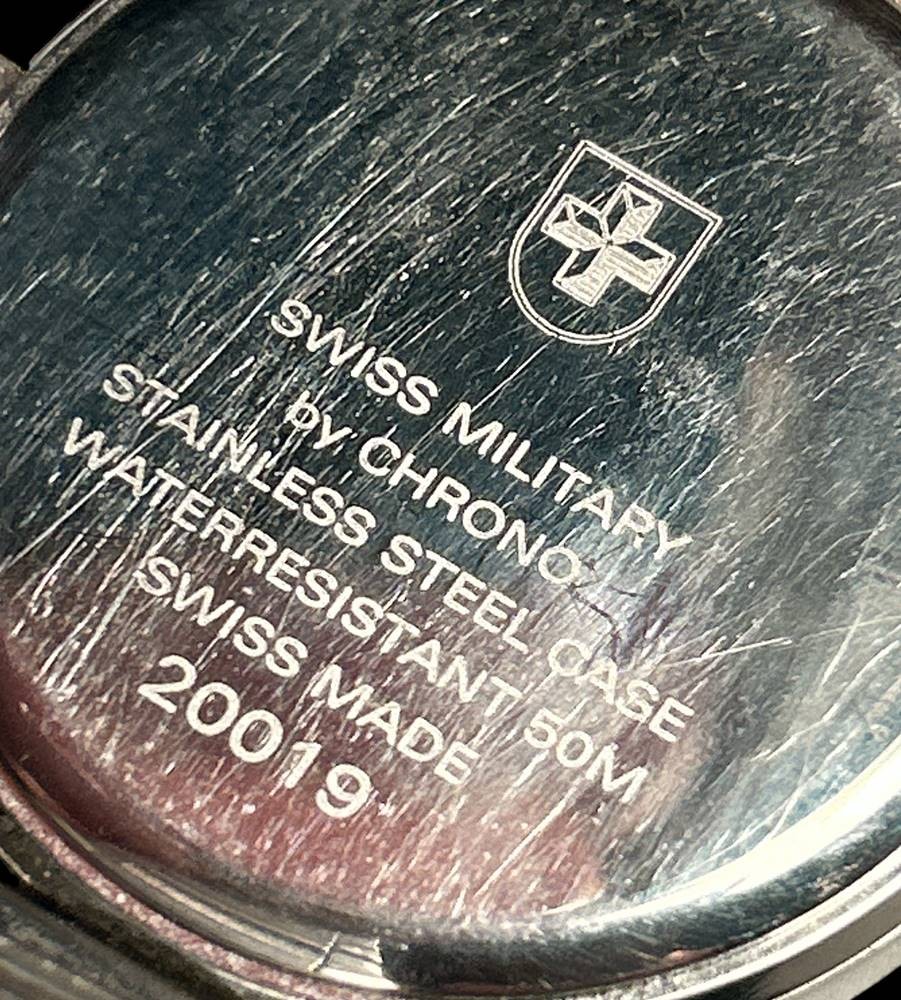 SWISS MILITARY
by CHRONO
STAINLESS STEEL CASE
WATERRESISTANT 50M
SWISS MADE
20019